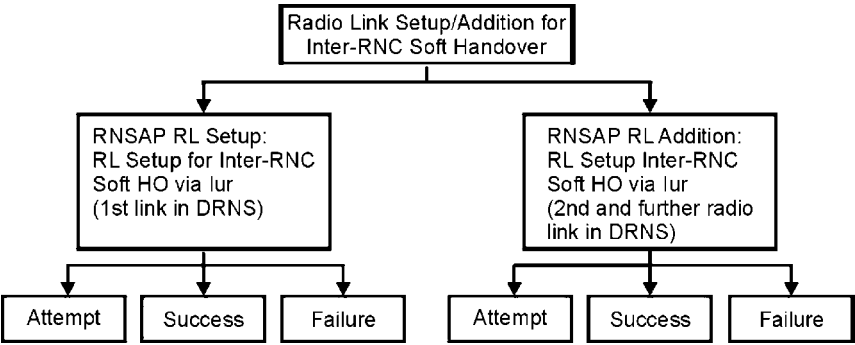 Radio Link Setup/Addition for
Inter-RNC Soft Handover
RNSAP RL Setup:
RL Setup for Inter-RNC
Soft HO via Iur
(1st link in DRNS)
RNSAP RL Addition:
RL Setup Inter-RNC
Soft HO via Iur
(2nd and further radio
link in DRNS)
Attempt
Success
Failure
Attempt
Success
Failure